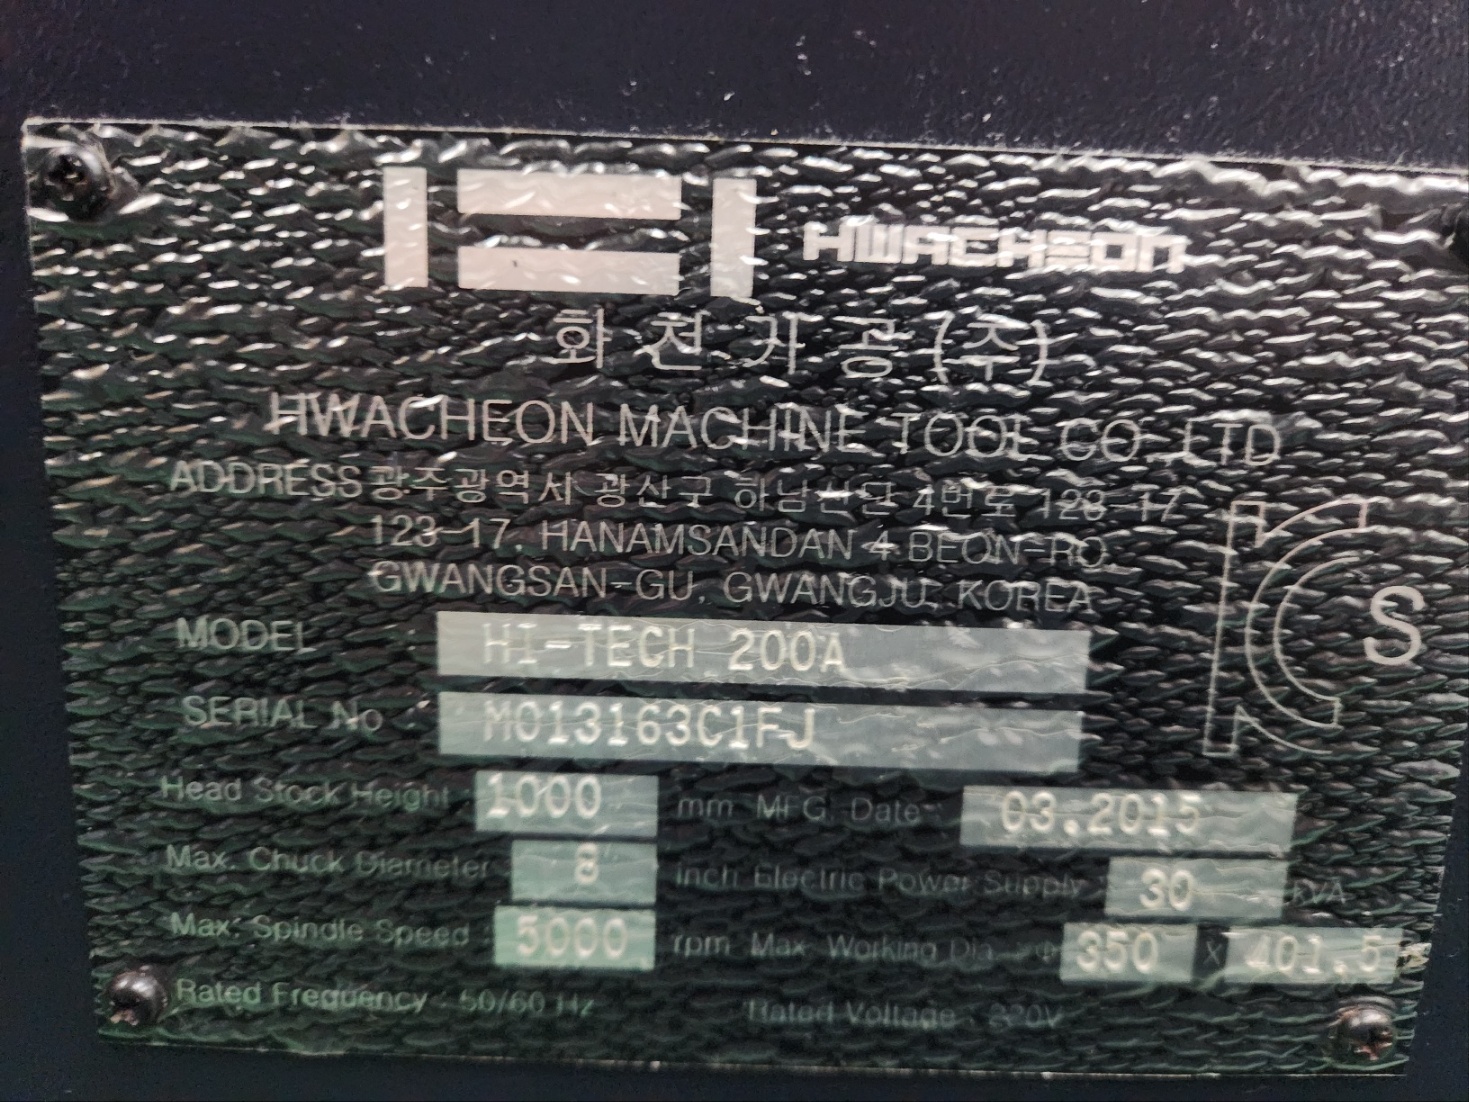 HWACHEON
화천기공(주)
HWACHEON MACHINE TOOL CO.,LTD
ADDRESS 광주광역시 광산구 하남산단 4번로 123-17
123-17, HANAMSANDAN 4 BEON-RO,
GWANGSAN-GU, GWANGJU, KOREA
MODEL HI-TECH 200A
SERIAL No : M013163C1FJ
KC S
Head Stock Height : 1000 mm MFG. Date : 03.2015
Max. Chuck Diameter : 8 inch Electric Power Supply : 30 KVA
Max. Spindle Speed : 5000 rpm Max. Working Dia. : Φ 350 X 401.5
Rated Frequency : 50/60 Hz Rated Voltage : 220V